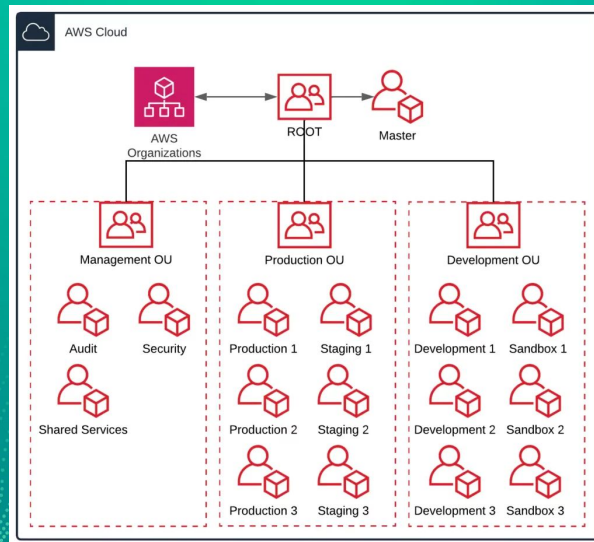 AWS Cloud
AWS
Organizations
ROOT
Master
Management OU
Production OU
Development OU
Audit
Security
Production 1
Staging 1
Development 1
Sandbox 1
Shared Services
Production 2
Staging 2
Development 2
Sandbox 2
Production 3
Staging 3
Development 3
Sandbox 3